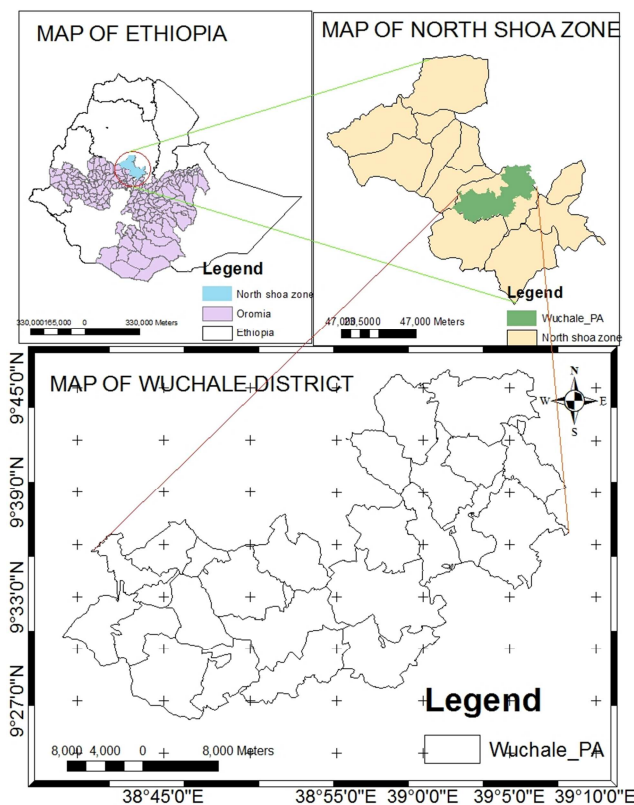 MAP OF ETHIOPIA
Legend
North shoa zone
Oromia
Ethiopia
330,000 Meters
MAP OF NORTH SHOA ZONE
Legend
Wuchale_PA
North shoa zone
47,000 Meters
MAP OF WUCHALE DISTRICT
N
W E
S
9°45'0"N
9°39'0"N
9°33'0"N
9°27'0"N
Legend
Wuchale_PA
8,000 4,000 0 8,000 Meters
38°45'0"E 38°55'0"E 39°0'0"E 39°5'0"E 39°10'0"E